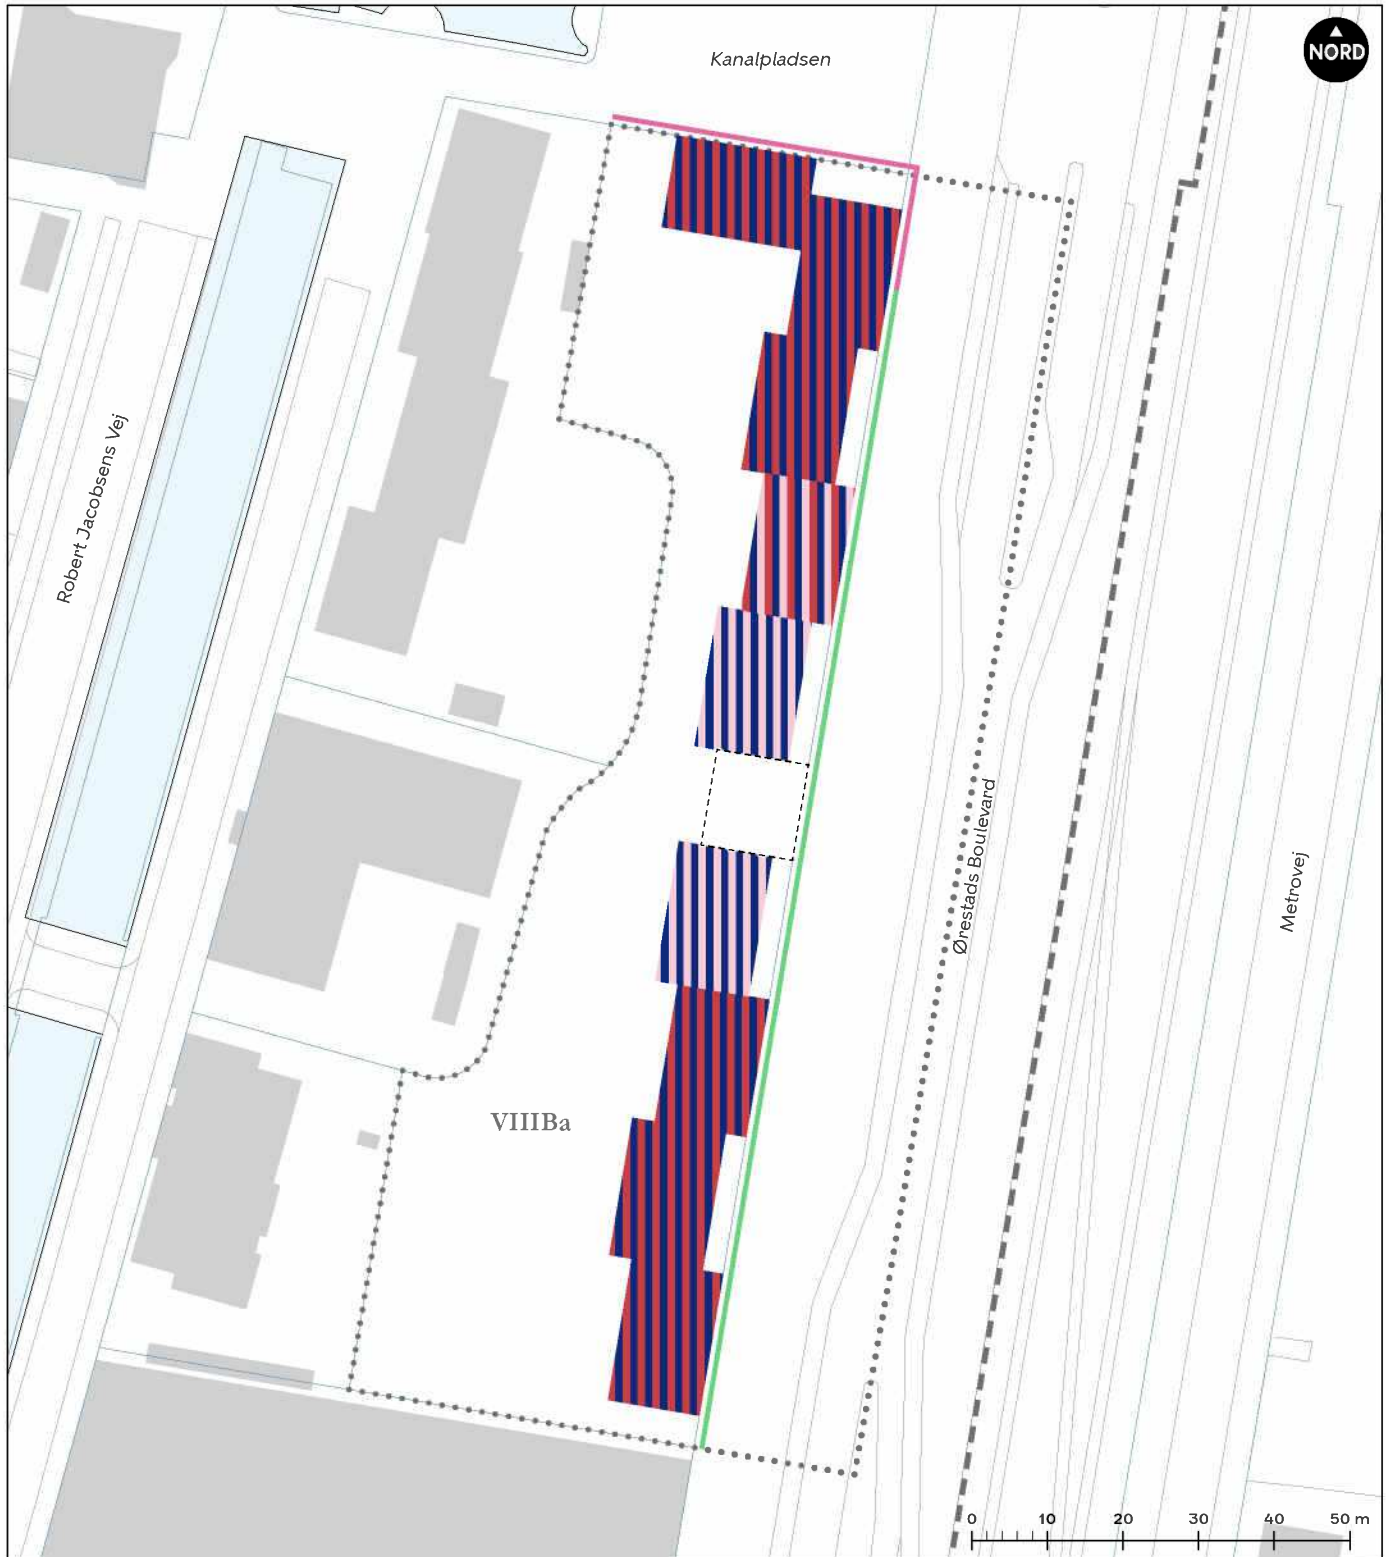 Kanalpladsen
NORD
Robert Jacobsens Vej
Ørestads Boulevard
Metrovej
VIIIBa
0 10 20 30 40 50 m